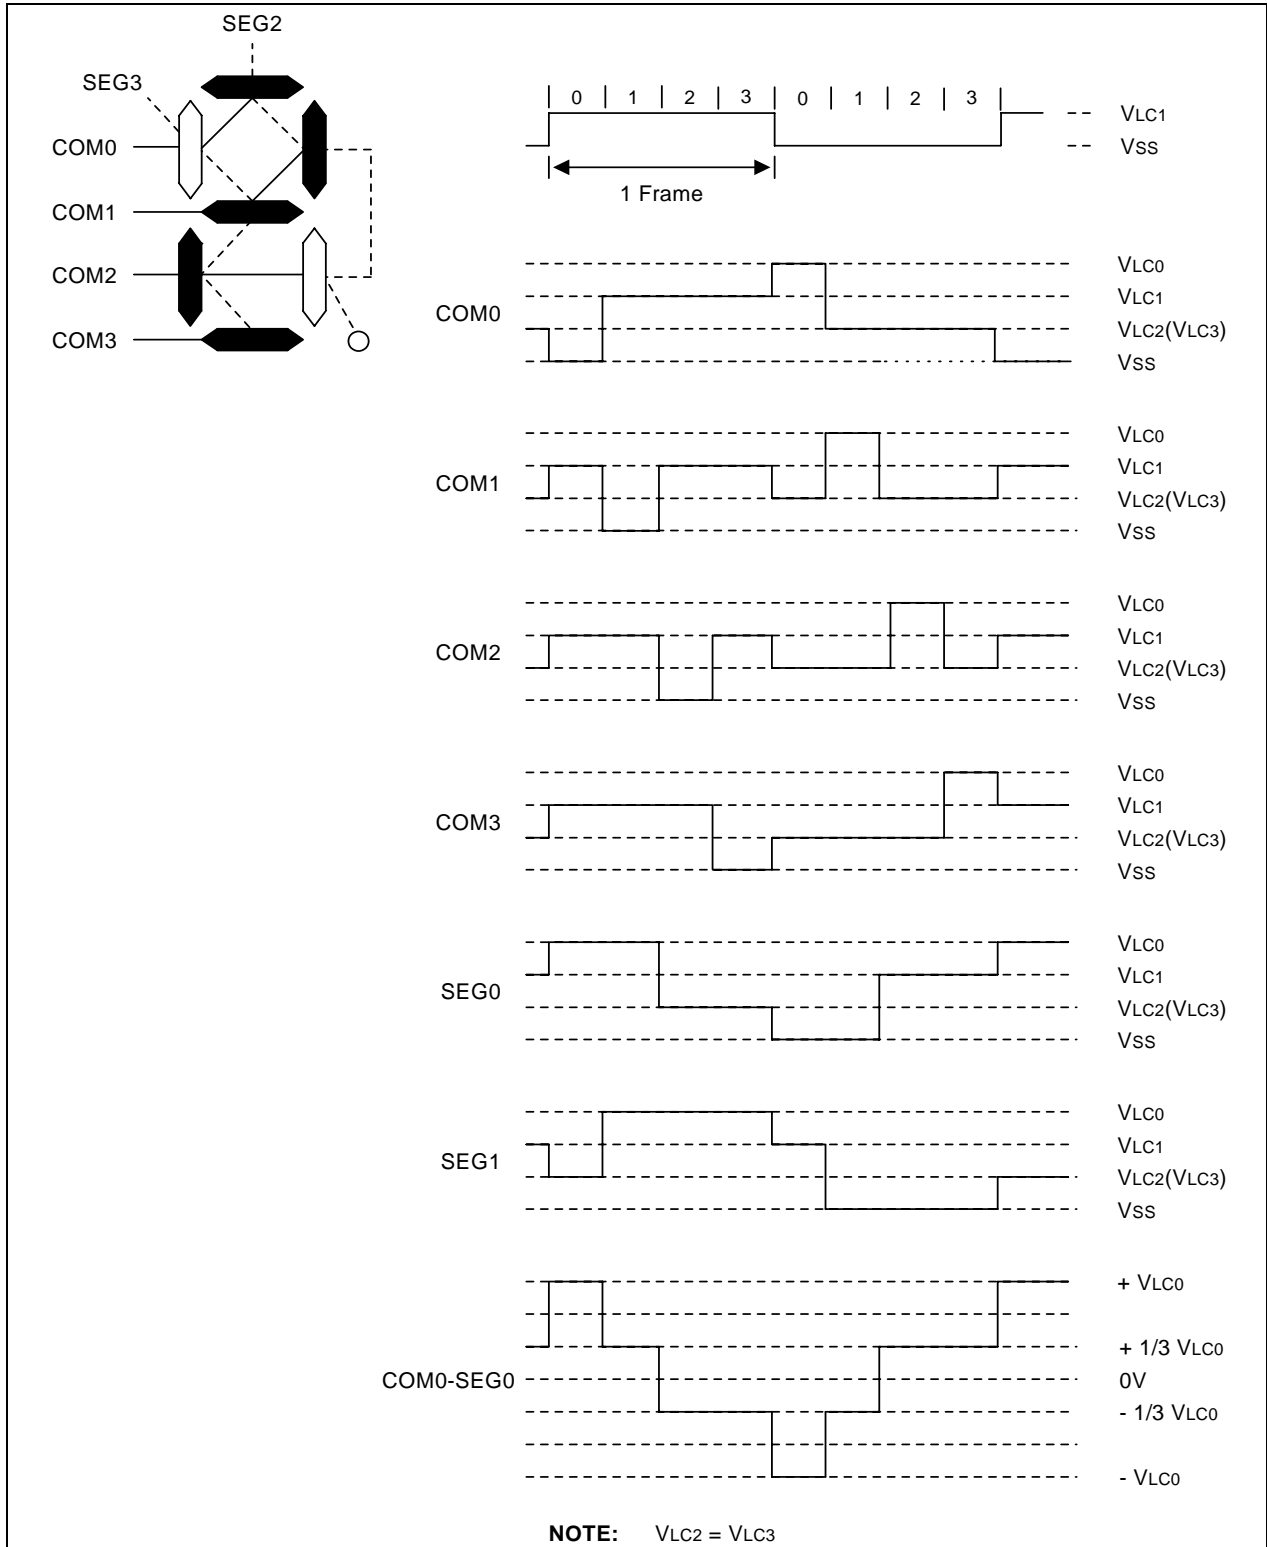 SEG2
SEG3
COM0
COM1
COM2
COM3
0 1 2 3 0 1 2 3
VLC1
VSS
1 Frame
COM0
VLC0
VLC1
VLC2(VLC3)
VSS
COM1
VLC0
VLC1
VLC2(VLC3)
VSS
COM2
VLC0
VLC1
VLC2(VLC3)
VSS
COM3
VLC0
VLC1
VLC2(VLC3)
VSS
SEG0
VLC0
VLC1
VLC2(VLC3)
VSS
SEG1
VLC0
VLC1
VLC2(VLC3)
VSS
COM0-SEG0
+ VLC0
+ 1/3 VLC0
0V
- 1/3 VLC0
- VLC0
NOTE: VLC2 = VLC3